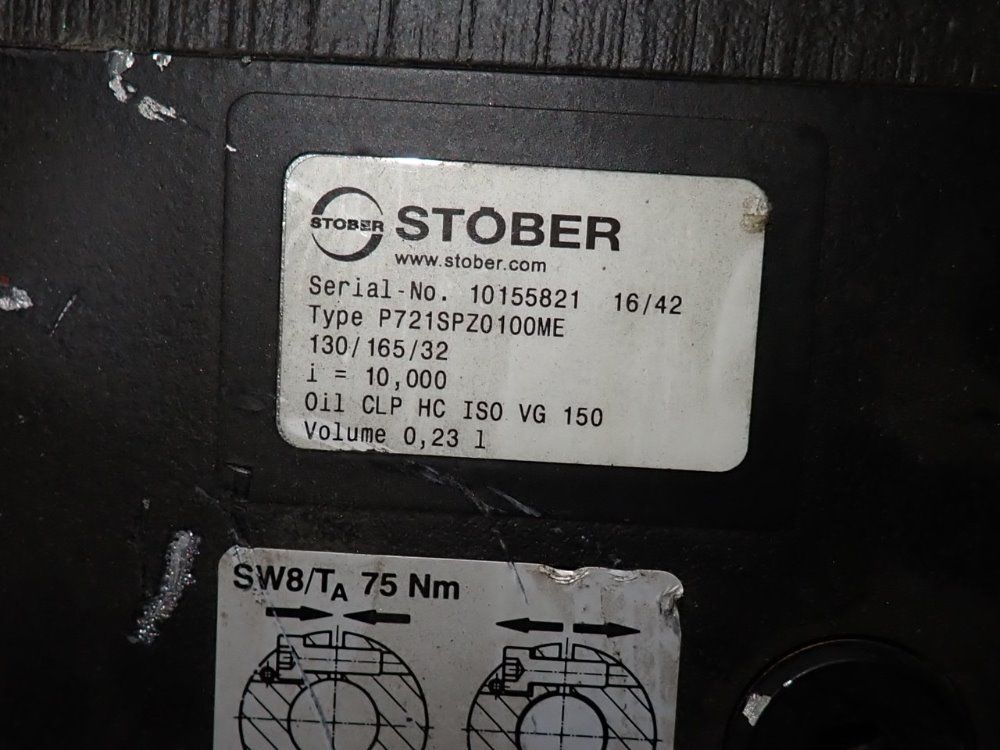 STÖBER STÖBER
www.stober.com
Serial-No. 10155821 16/42
Type P721SPZ0100ME
130/165/32
i = 10,000
Oil CLP HC ISO VG 150
Volume 0,23 l
SW8/TA 75 Nm